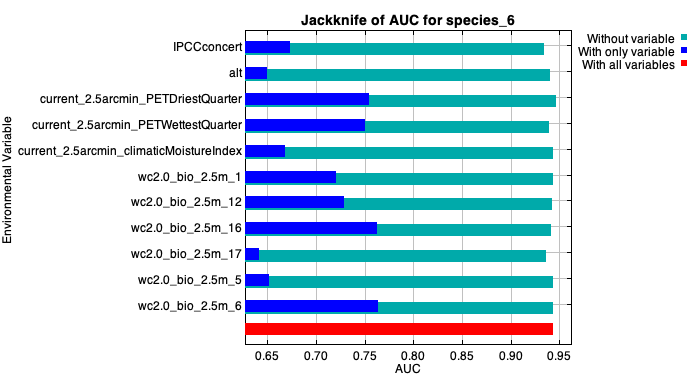 Jackknife of AUC for species_6
Without variable
With only variable
With all variables
Environmental Variable
IPCCconcert
alt
current_2.5arcmin_PETDriestQuarter
current_2.5arcmin_PETWettestQuarter
current_2.5arcmin_climaticMoistureIndex
wc2.0_bio_2.5m_1
wc2.0_bio_2.5m_12
wc2.0_bio_2.5m_16
wc2.0_bio_2.5m_17
wc2.0_bio_2.5m_5
wc2.0_bio_2.5m_6
0.65 0.70 0.75 0.80 0.85 0.90 0.95
AUC